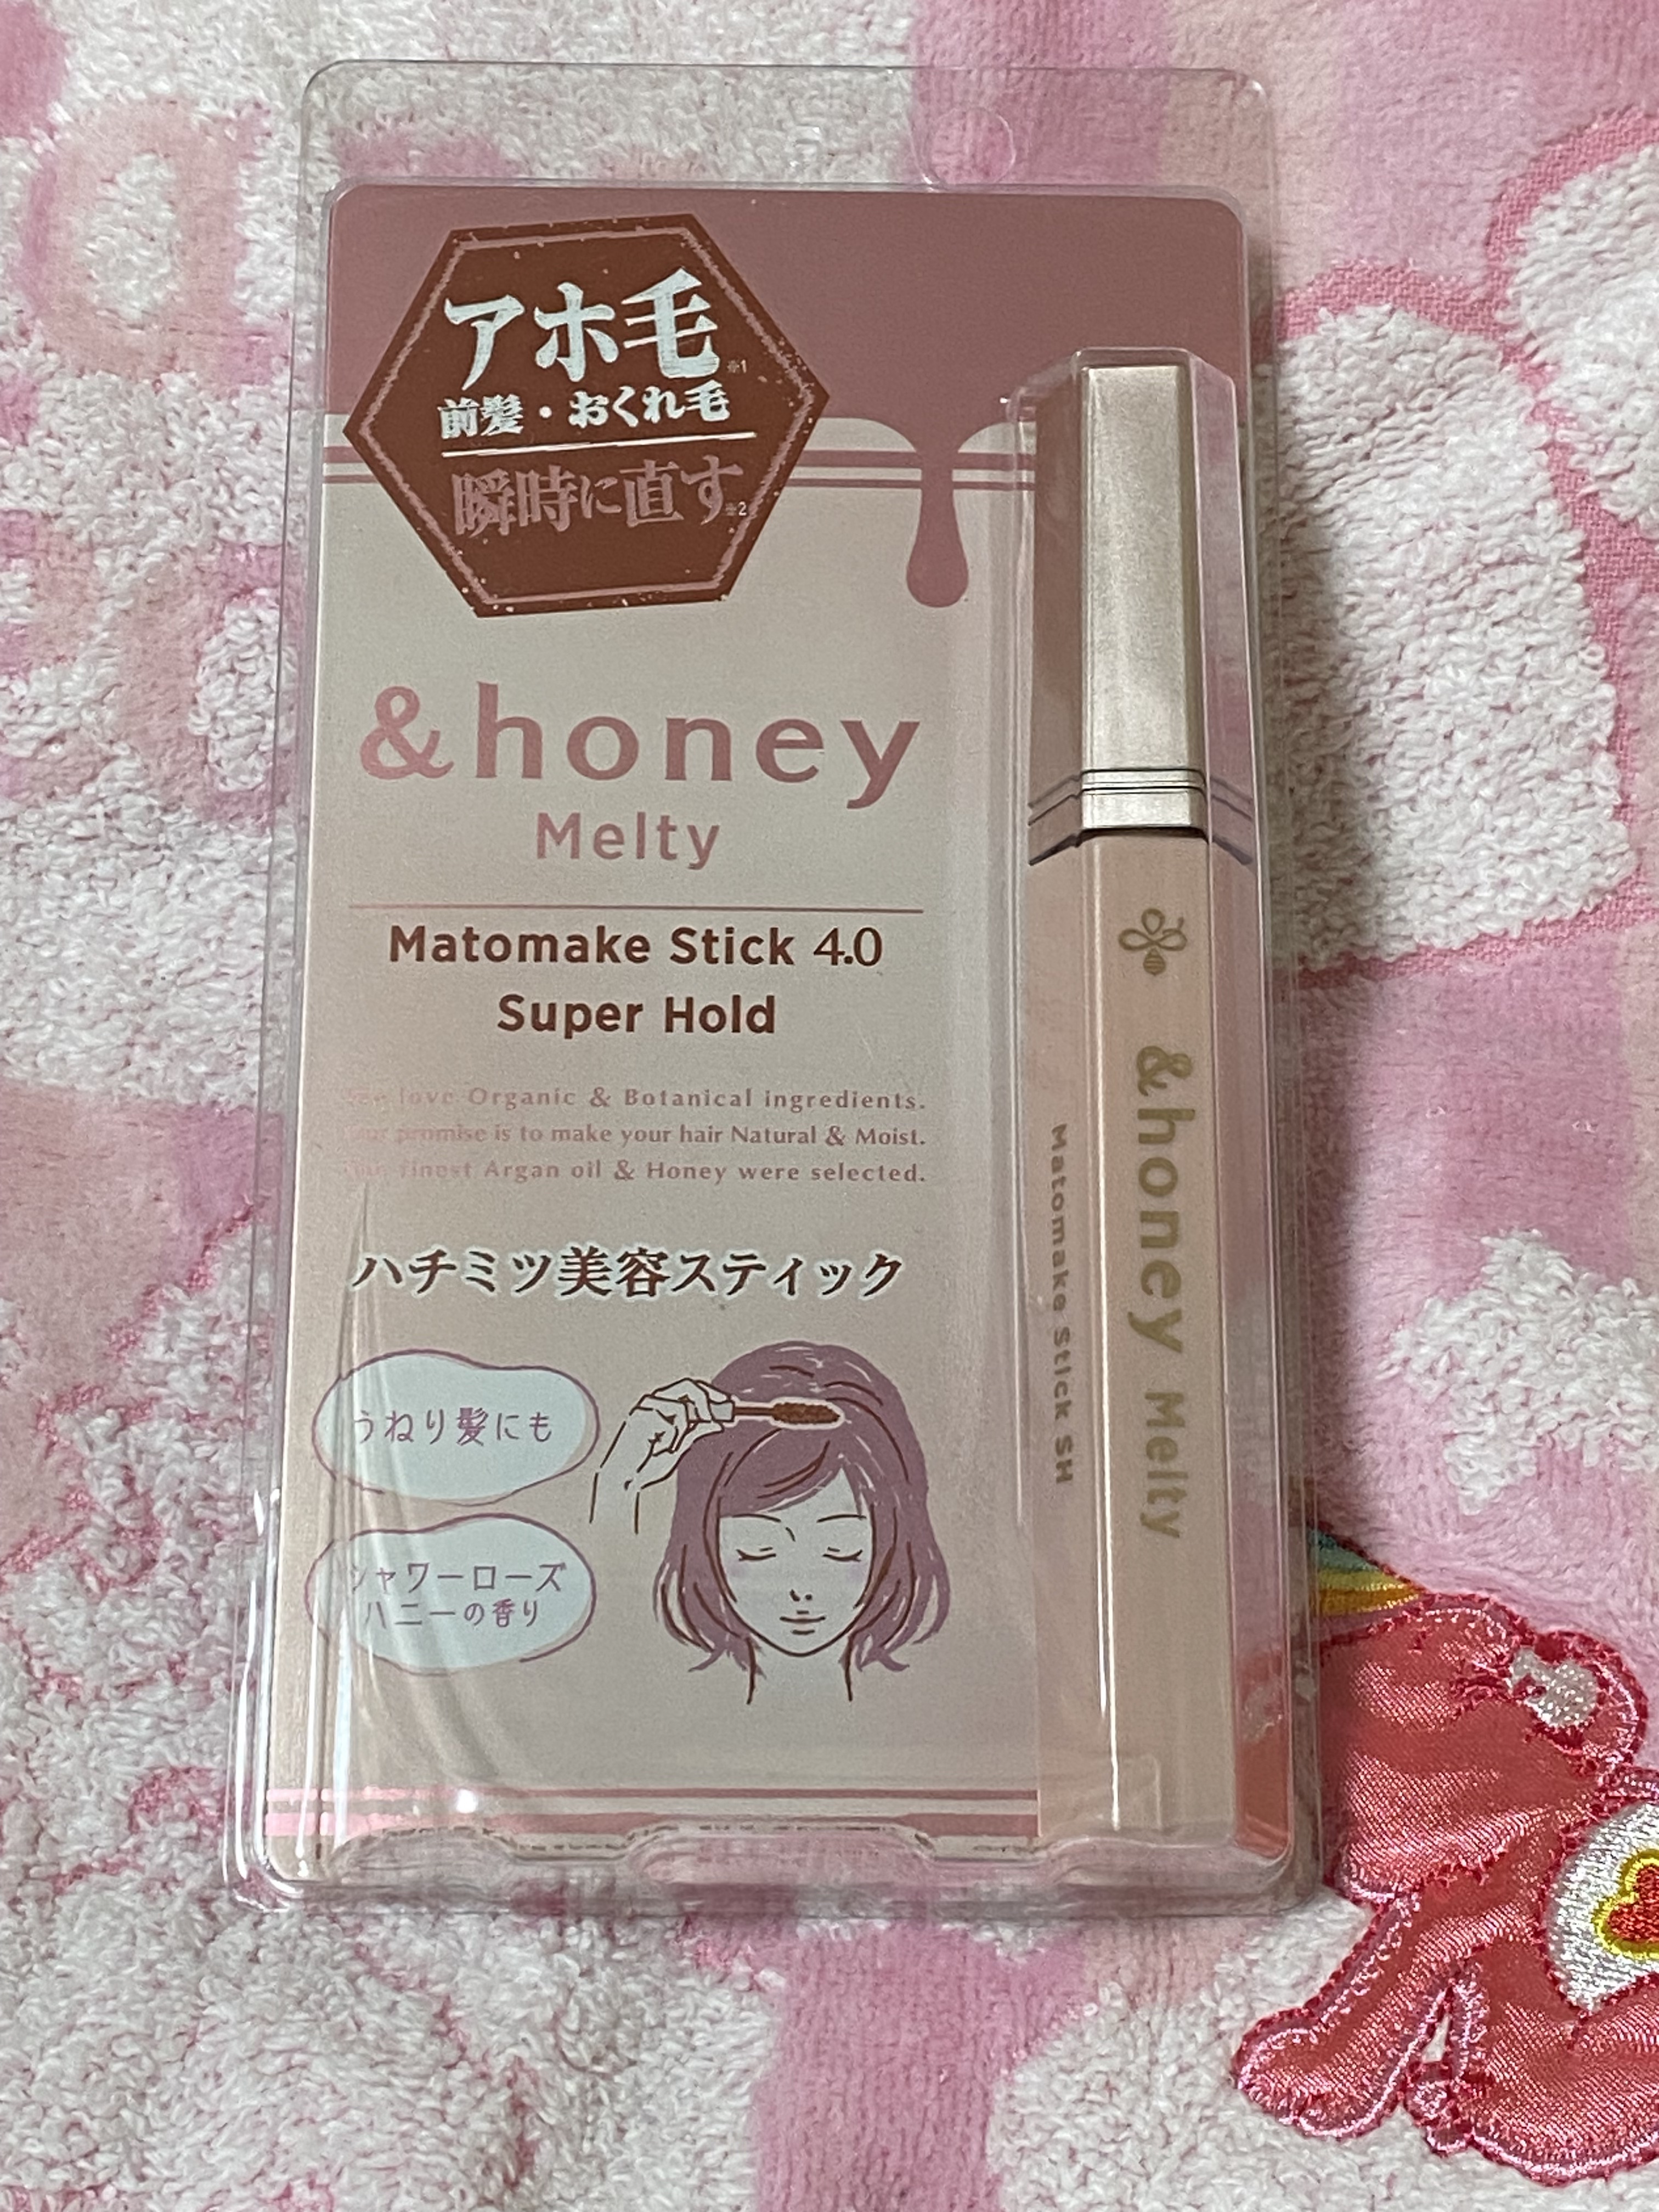 アホ毛※1
前髪・おくれ毛
瞬時に直す※2
&honey
Melty
Matomake Stick 4.0
Super Hold
love Organic & Botanical ingredients.
promise is to make your hair Natural & Moist.
finest Argan oil & Honey were selected.
ハチミツ美容スティック
うねり髪にも
シャワーローズ
ハニーの香り
&honey Melty
Matomake Stick SH